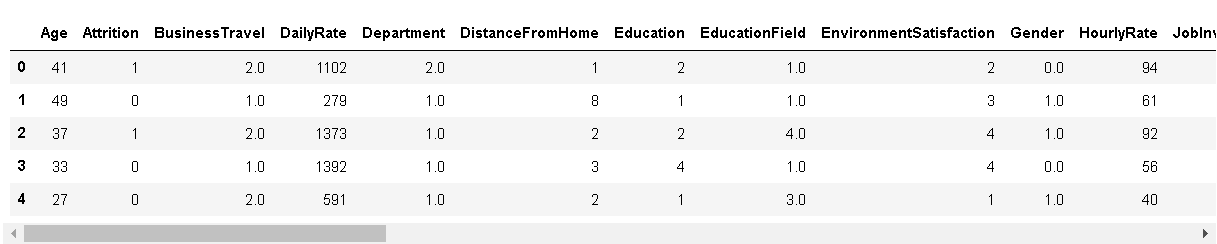 Age Attrition BusinessTravel DailyRate Department DistanceFromHome Education EducationField EnvironmentSatisfaction Gender HourlyRate JobInv
0 41 1 2.0 1102 2.0 1 2 1.0 2 0.0 94
1 49 0 1.0 279 1.0 8 1 1.0 3 1.0 61
2 37 1 2.0 1373 1.0 2 2 4.0 4 1.0 92
3 33 0 1.0 1392 1.0 3 4 1.0 4 0.0 56
4 27 0 2.0 591 1.0 2 1 3.0 1 1.0 40